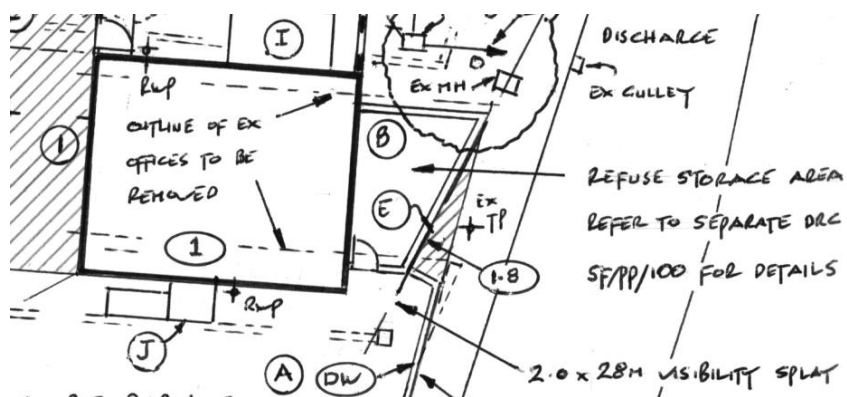 I
O
DISCHARGE
EX MH
EX GULLEY
RWP
OUTLINE OF EX
OFFICES TO BE
REMOVED
1
B
REFUSE STORAGE AREA
E
EX
TP
REFER TO SEPARATE DRG
1
1.8
SF/PP/100 FOR DETAILS
RWP
J
A
DW
2.0 x 28M VISIBILITY SPLAY